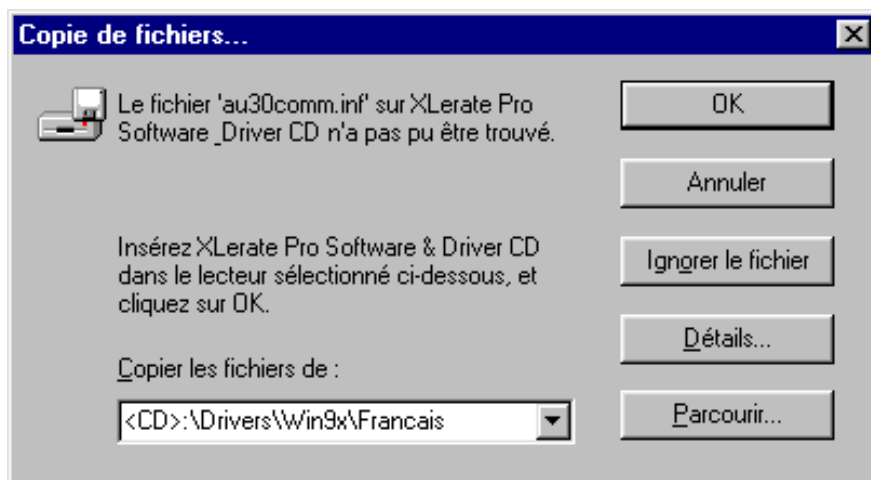 Copie de fichiers...
Le fichier 'au30comm.inf' sur XLerate Pro
Software _Driver CD n'a pas pu être trouvé.
Insérez XLerate Pro Software & Driver CD
dans le lecteur sélectionné ci-dessous, et
cliquez sur OK.
Copier les fichiers de :
<CD>:\Drivers\Win9x\Francais
OK
Annuler
Ignorer le fichier
Détails...
Parcourir...